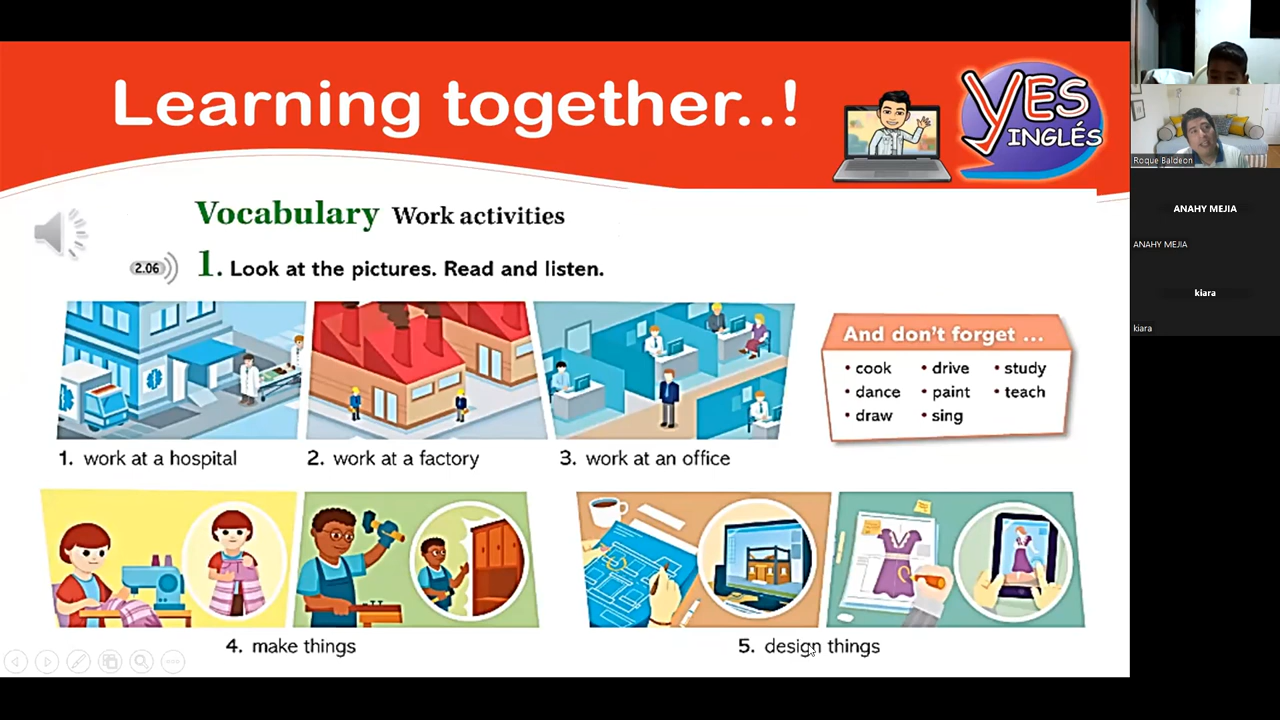 Learning together..!
YES
INGLÉS
Vocabulary Work activities
2.06
1. Look at the pictures. Read and listen.
1. work at a hospital
2. work at a factory
3. work at an office
And don't forget ...
• cook • drive • study
• dance • paint • teach
• draw • sing
4. make things
5. design things
Roque Baldeon
ANAHY MEJIA
ANAHY MEJIA
kiara
kiara